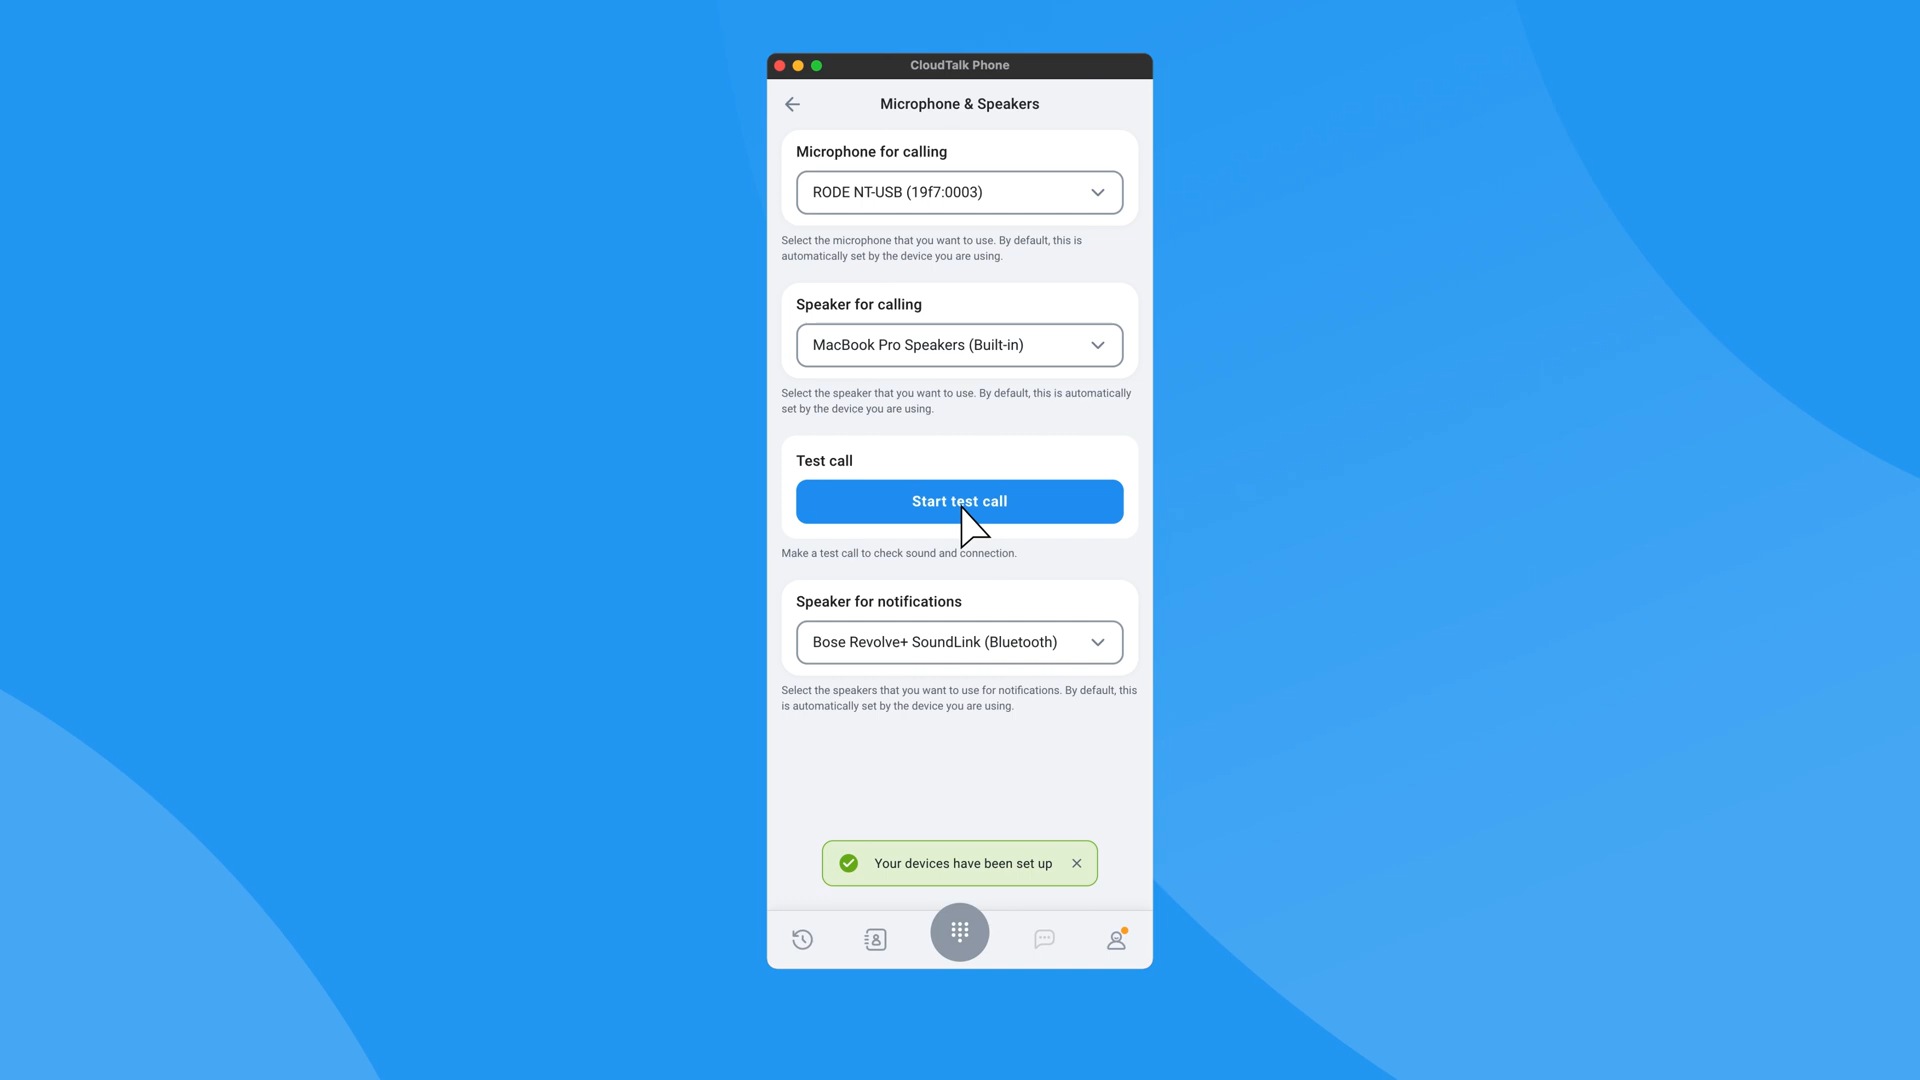 CloudTalk Phone
Microphone & Speakers
Microphone for calling
RODE NT-USB (19f7:0003)
Select the microphone that you want to use. By default, this is
automatically set by the device you are using.
Speaker for calling
MacBook Pro Speakers (Built-in)
Select the speaker that you want to use. By default, this is automatically
set by the device you are using.
Test call
Start test call
Make a test call to check sound and connection.
Speaker for notifications
Bose Revolve+ SoundLink (Bluetooth)
Select the speakers that you want to use for notifications. By default, this
is automatically set by the device you are using.
Your devices have been set up